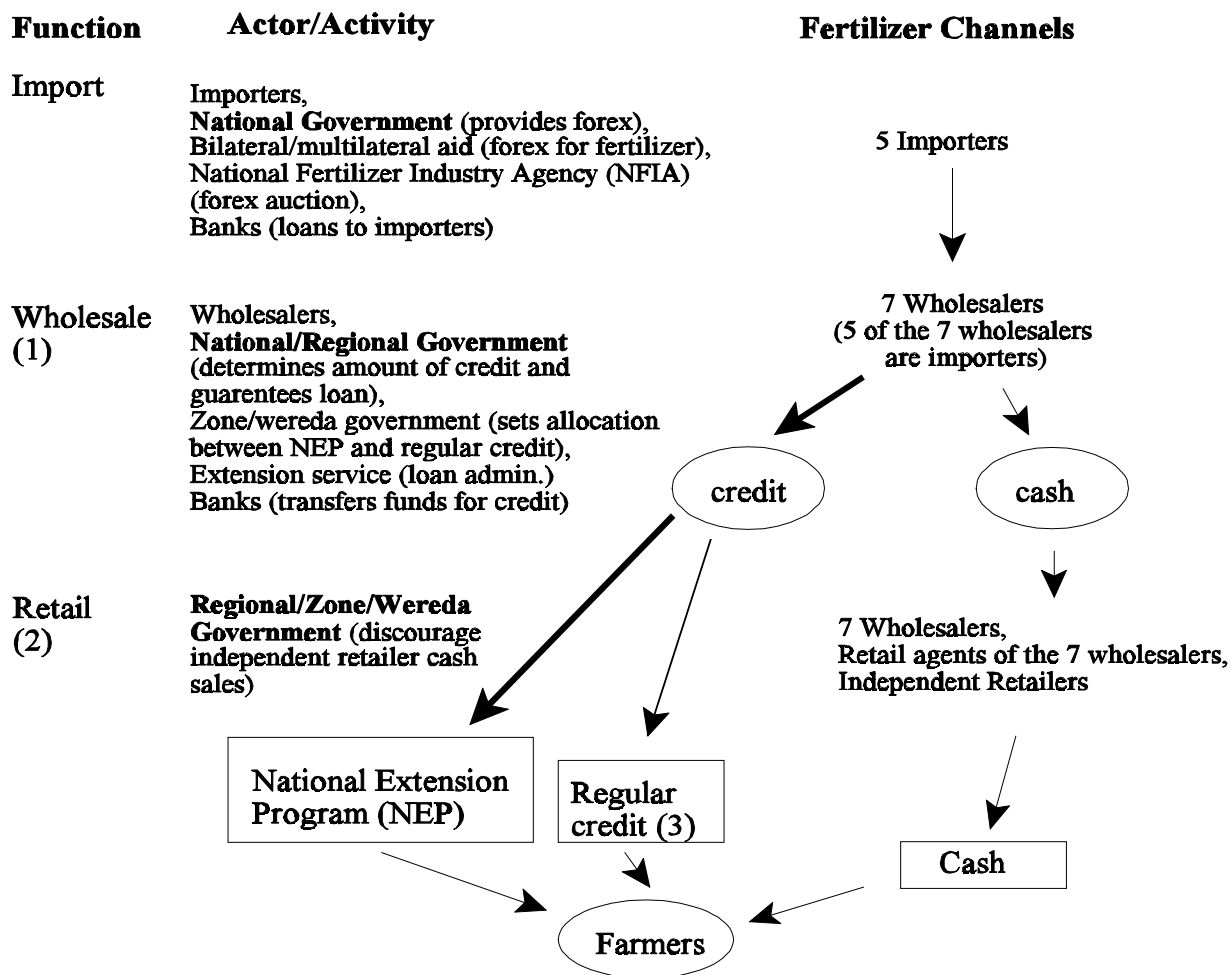 Function
Actor/Activity
Fertilizer Channels
Import
Importers,
National Government (provides forex),
Bilateral/multilateral aid (forex for fertilizer),
National Fertilizer Industry Agency (NFIA)
(forex auction),
Banks (loans to importers)
5 Importers
Wholesale
(1)
Wholesalers,
National/Regional Government
(determines amount of credit and
guarentees loan),
Zone/wereda government (sets allocation
between NEP and regular credit),
Extension service (loan admin.)
Banks (transfers funds for credit)
7 Wholesalers
(5 of the 7 wholesalers
are importers)
credit
cash
Retail
(2)
Regional/Zone/Wereda
Government (discourage
independent retailer cash
sales)
7 Wholesalers,
Retail agents of the 7 wholesalers,
Independent Retailers
National Extension
Program (NEP)
Regular
credit (3)
Cash
Farmers